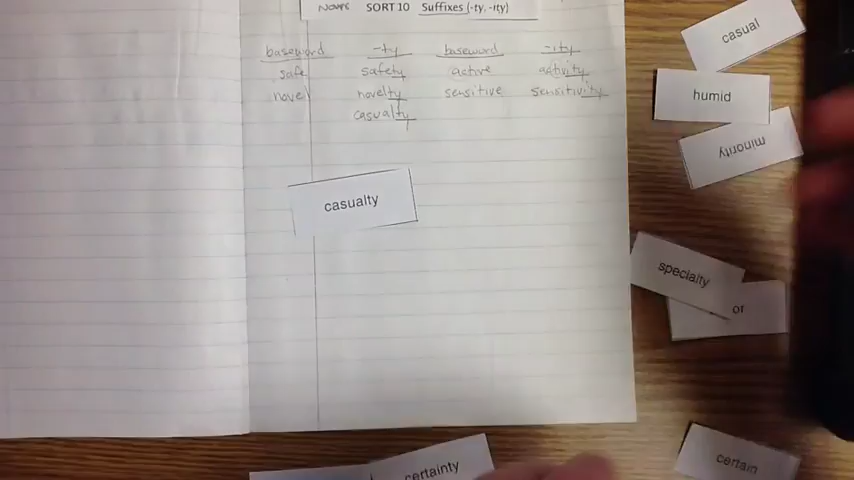 Nouns SORT 10 Suffixes (-ty, -ity)
baseword -ty baseword -ity
safe safety active activity
novel novelty sensitive sensitivity
casualty
casualty
casual
humid
minority
specialty
certain
certainty